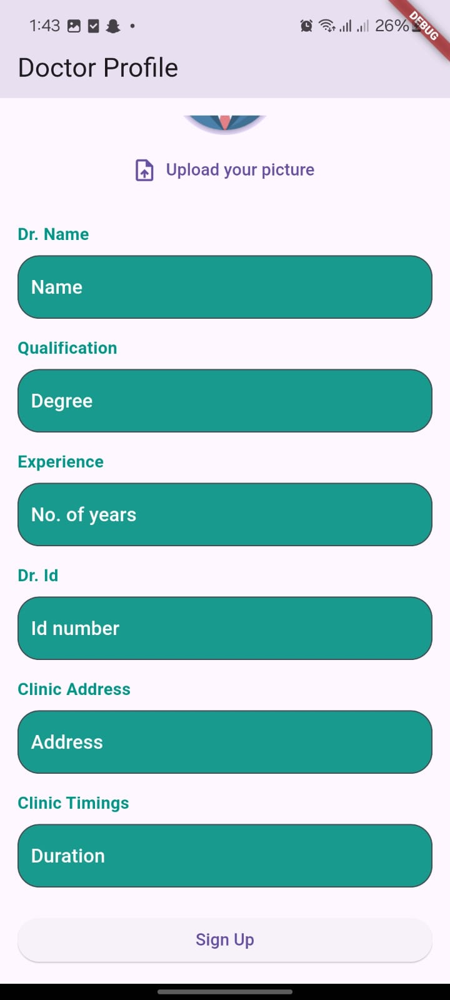 1:43 26%
DEBUG
Doctor Profile
Upload your picture
Dr. Name
Name
Qualification
Degree
Experience
No. of years
Dr. Id
Id number
Clinic Address
Address
Clinic Timings
Duration
Sign Up